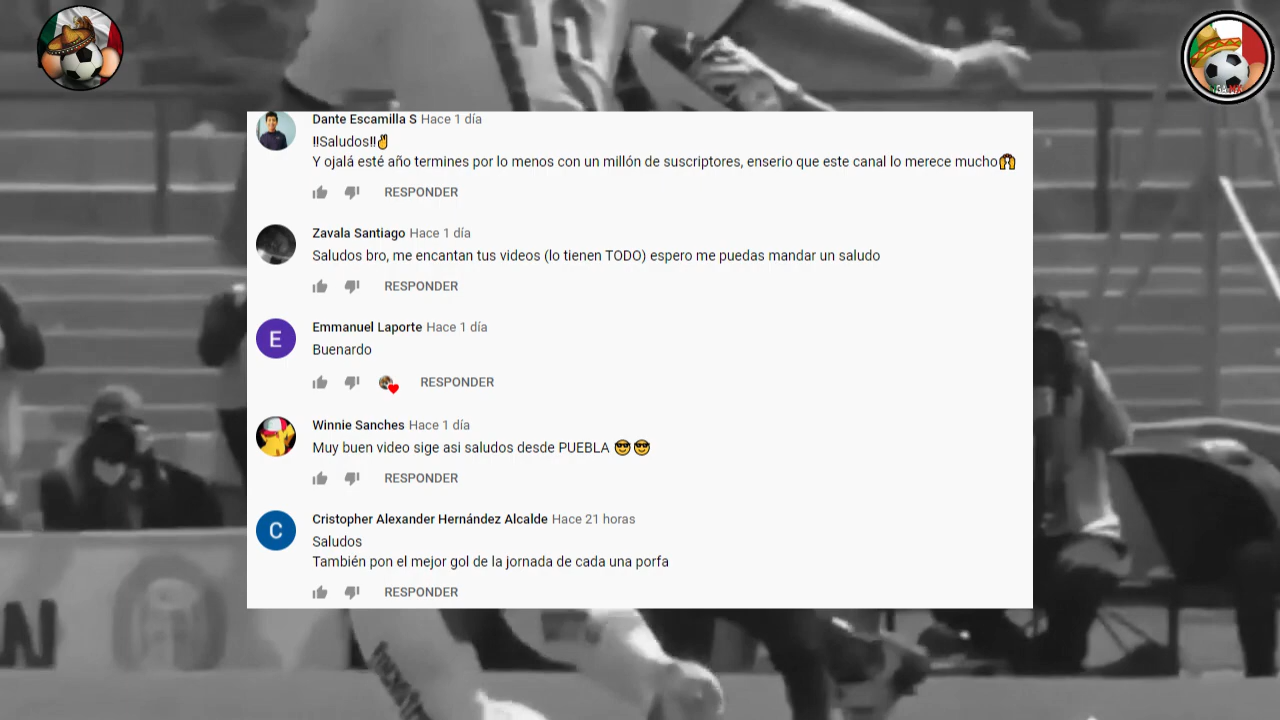 Dante Escamilla S Hace 1 día
!!Saludos!!✌
Y ojalá esté año termines por lo menos con un millón de suscriptores, enserio que este canal lo merece mucho🙌
RESPONDER
Zavala Santiago Hace 1 día
Saludos bro, me encantan tus videos (lo tienen TODO) espero me puedas mandar un saludo
RESPONDER
E
Emmanuel Laporte Hace 1 día
Buenardo
RESPONDER
Winnie Sanches Hace 1 día
Muy buen video sige asi saludos desde PUEBLA 😎😎
RESPONDER
C
Cristopher Alexander Hernández Alcalde Hace 21 horas
Saludos
También pon el mejor gol de la jornada de cada una porfa
RESPONDER
N